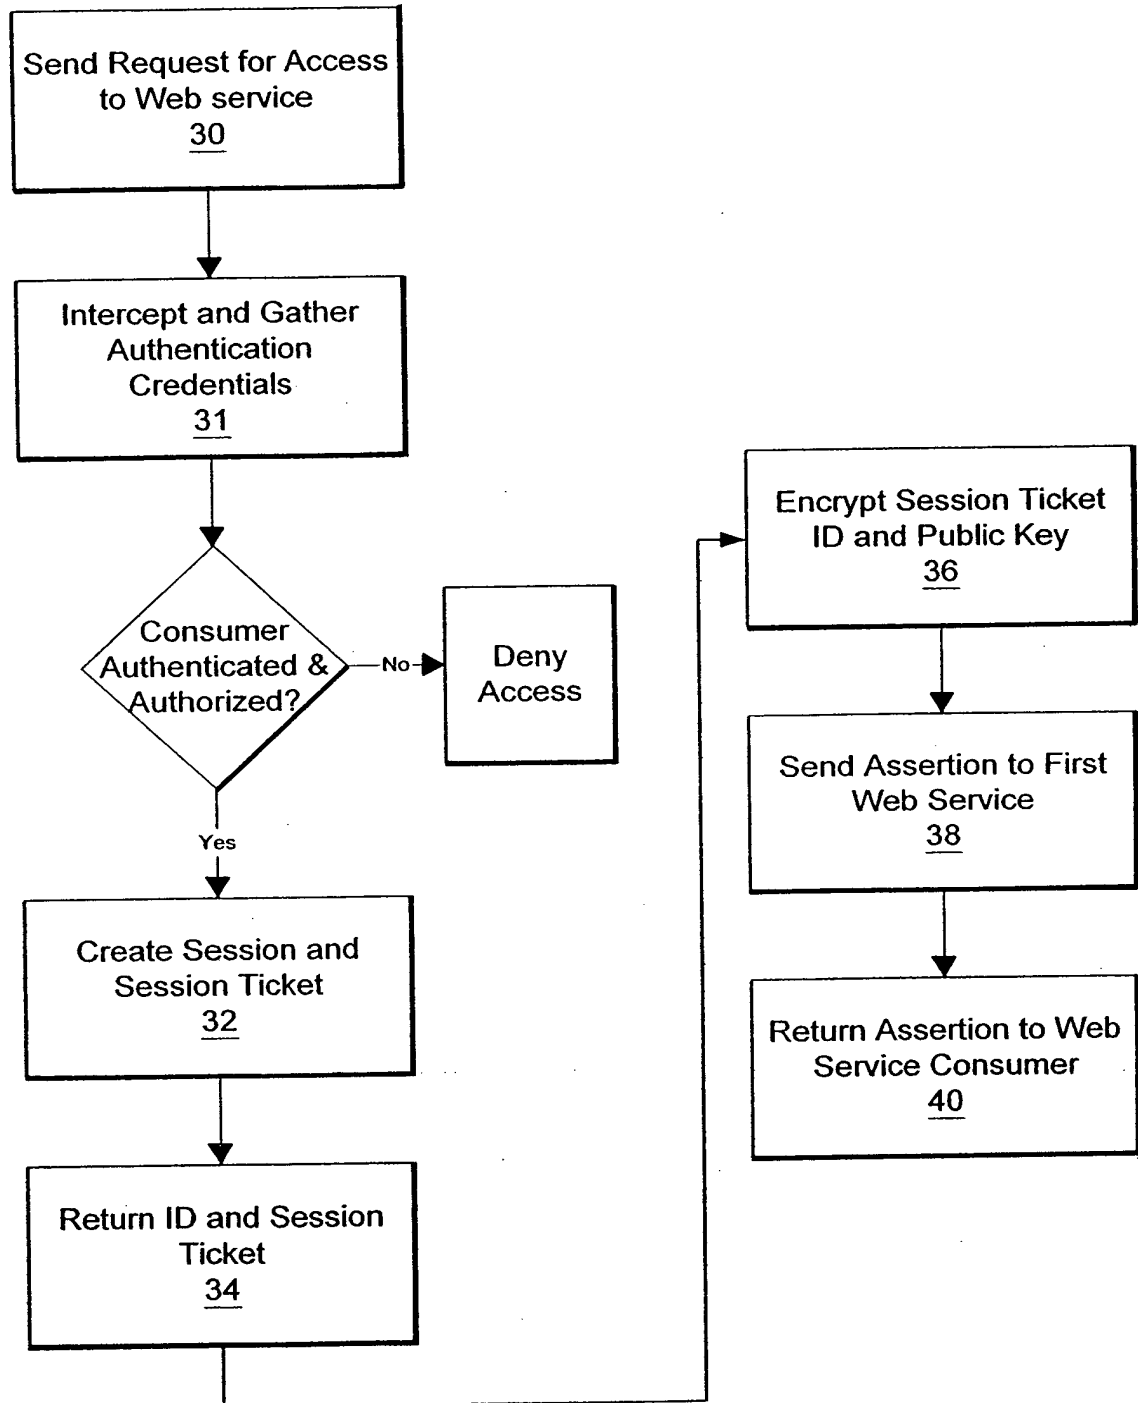 Send Request for Access
to Web service
30
Intercept and Gather
Authentication
Credentials
31
Consumer
Authenticated &
Authorized?
No
Deny
Access
Yes
Create Session and
Session Ticket
32
Return ID and Session
Ticket
34
Encrypt Session Ticket
ID and Public Key
36
Send Assertion to First
Web Service
38
Return Assertion to Web
Service Consumer
40